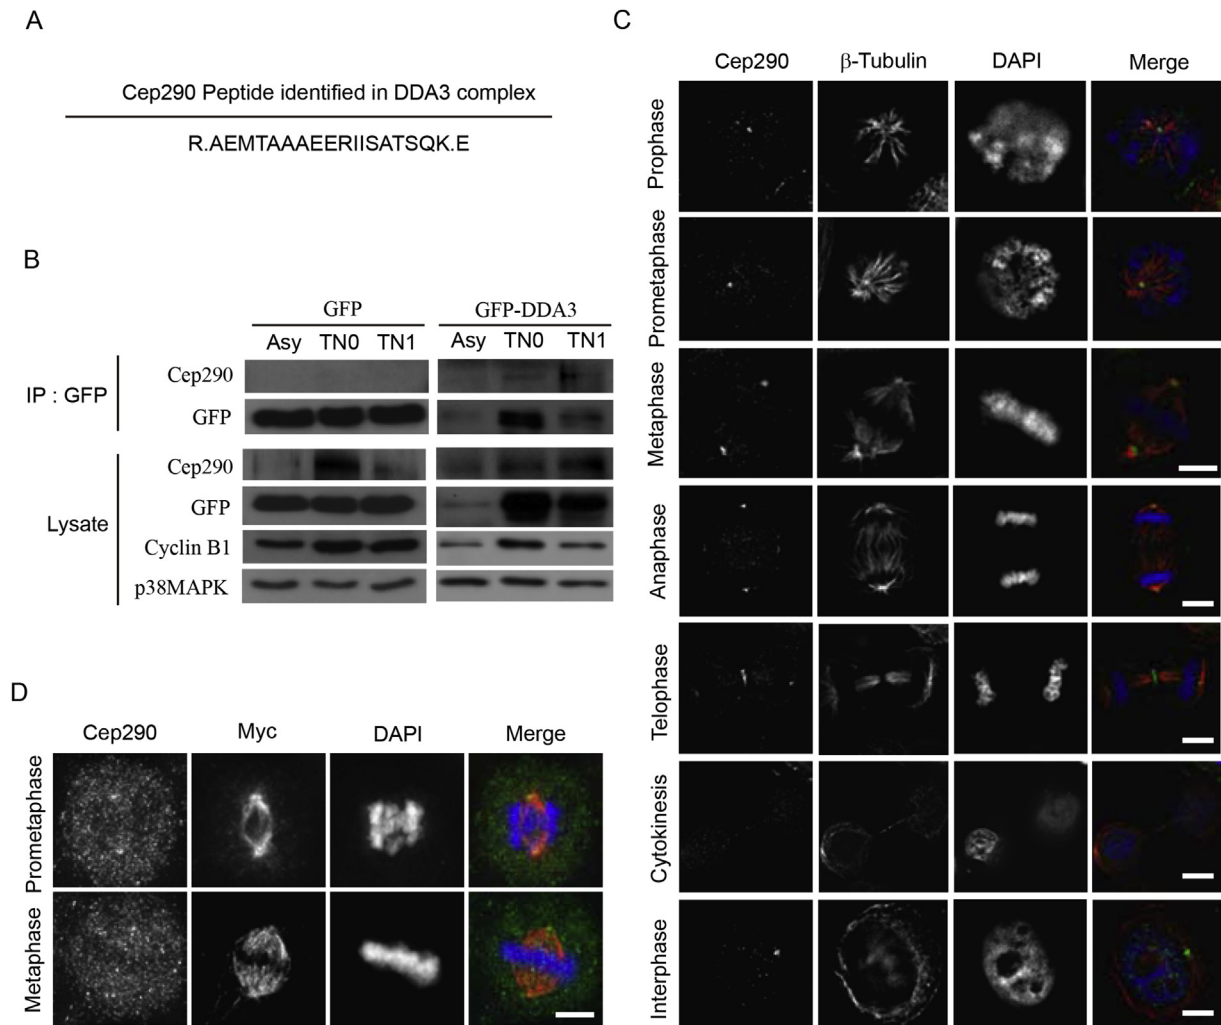 A
Cep290 Peptide identified in DDA3 complex
R.AEMTAAAEERIISATSQK.E
B
GFP
GFP-DDA3
Asy TN0 TN1 Asy TN0 TN1
IP : GFP
Cep290
GFP
Lysate
Cep290
GFP
Cyclin B1
p38MAPK
C
Cep290 β-Tubulin DAPI Merge
Prophase
Prometaphase
Metaphase
Anaphase
Telophase
Cytokinesis
Interphase
D
Cep290 Myc DAPI Merge
Prometaphase
Metaphase